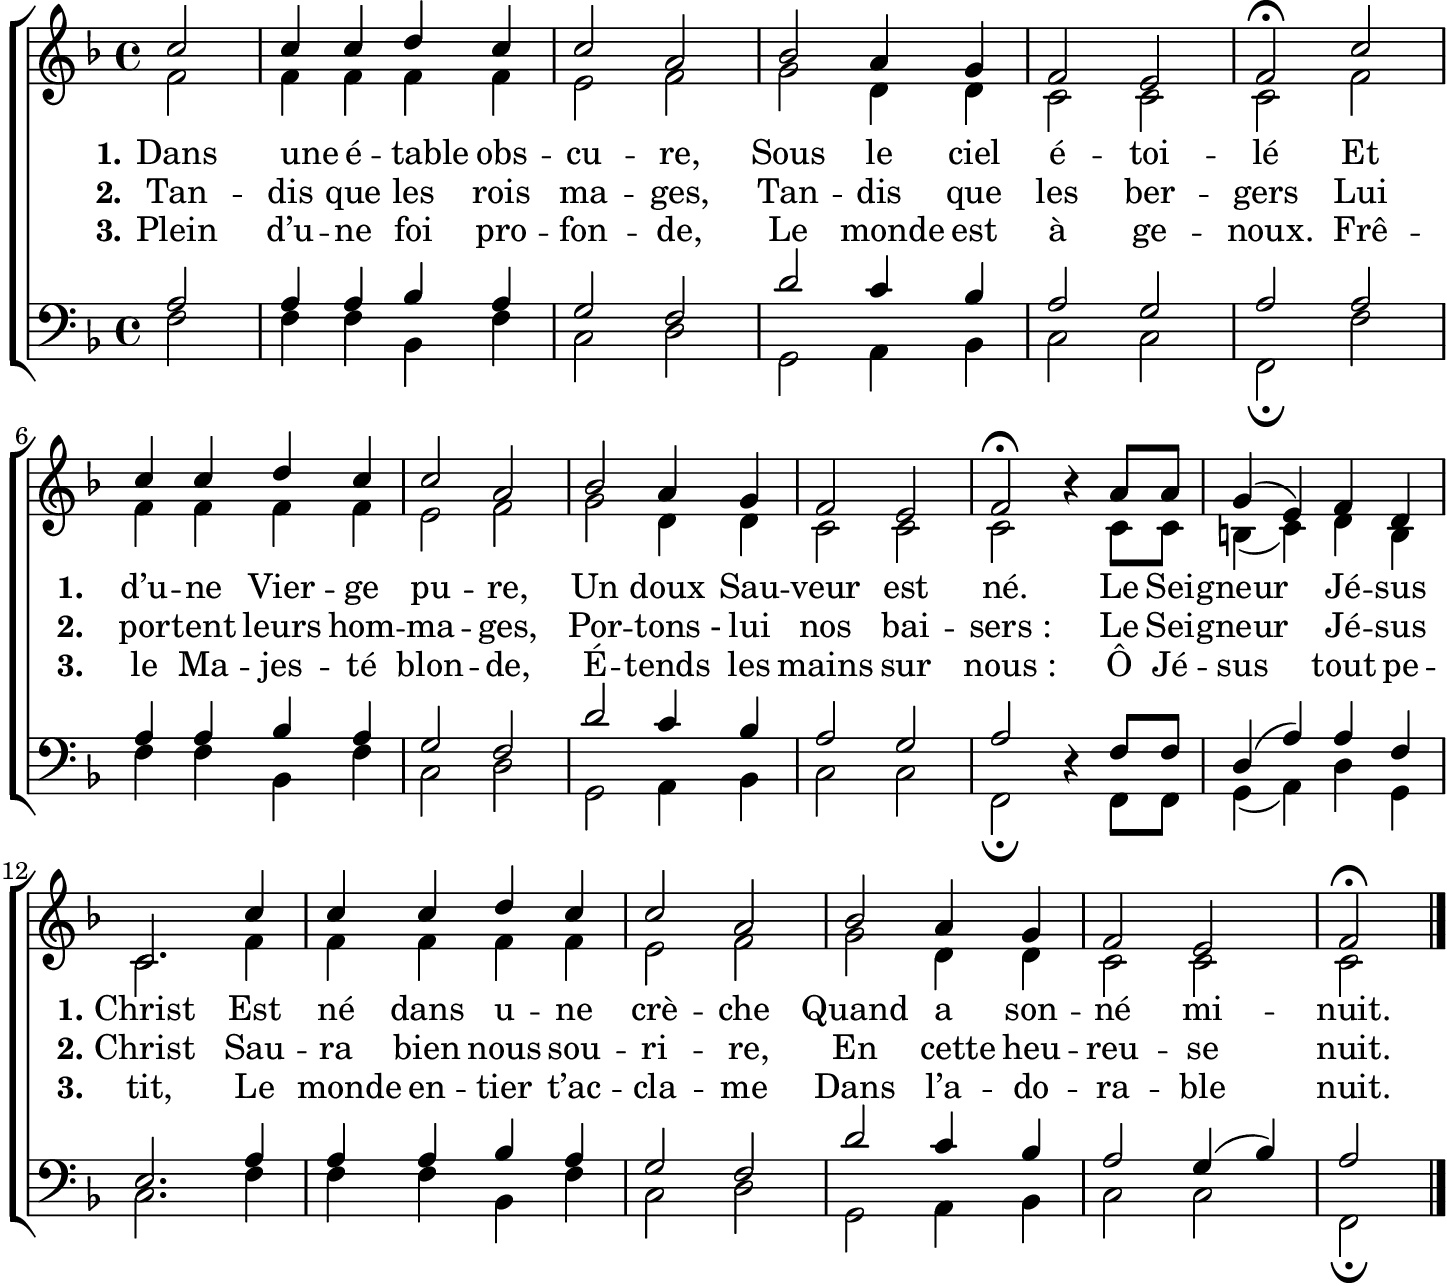 1. Dans une é -- table obs -- cu -- re, Sous le ciel é -- toi -- lé Et
2. Tan -- dis que les rois ma -- ges, Tan -- dis que les ber -- gers Lui
3. Plein d’u -- ne foi pro -- fon -- de, Le monde est à ge -- noux. Frê --
6
1. d’u -- ne Vier -- ge pu -- re, Un doux Sau -- veur est né. Le Seigneur Jé -- sus
2. portent leurs hom -- ma -- ges, Por -- tons - lui nos bai -- sers : Le Seigneur Jé -- sus
3. le Ma -- jes -- té blon -- de, É -- tends les mains sur nous : Ô Jé -- sus tout pe --
12
1. Christ Est né dans u -- ne crè -- che Quand a son -- né mi -- nuit.
2. Christ Sau -- ra bien nous sou -- ri -- re, En cette heu -- reu -- se nuit.
3. tit, Le monde en -- tier t’ac -- cla -- me Dans l’a -- do -- ra -- ble nuit.